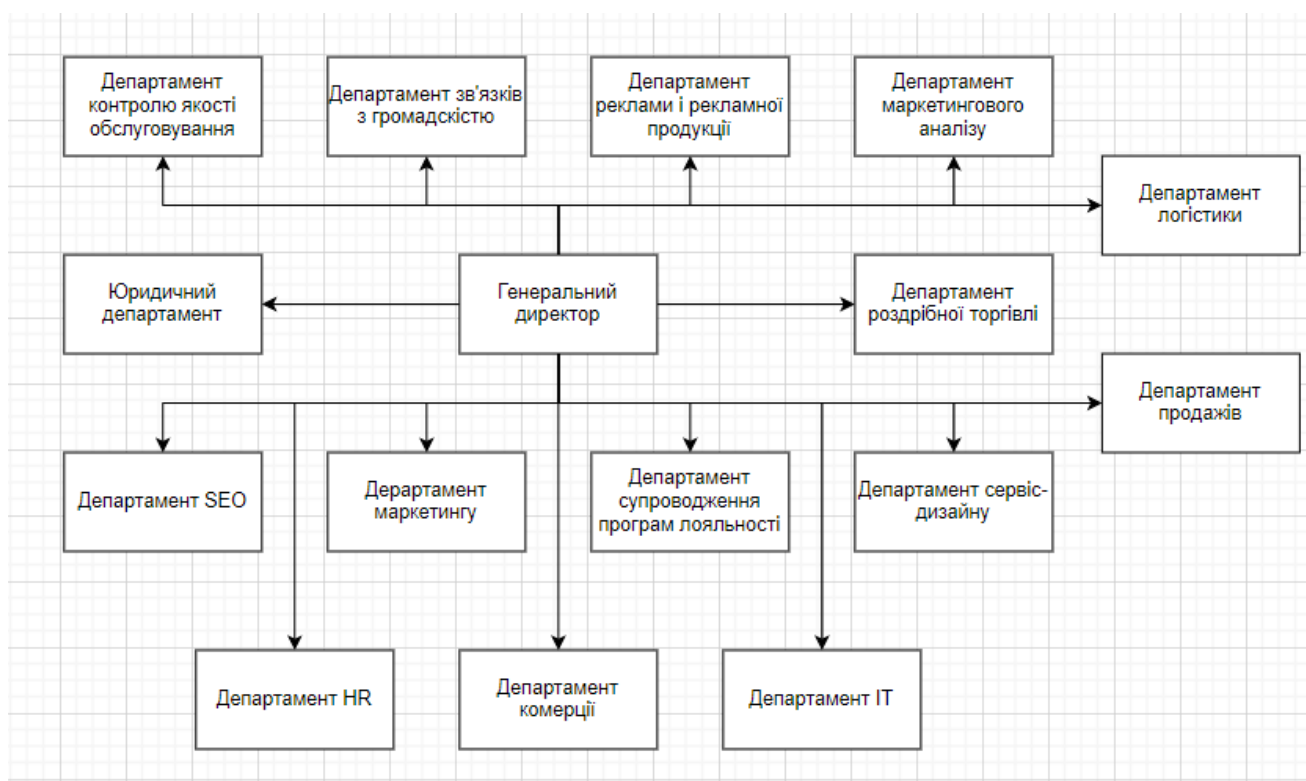 Департамент
контролю якості
обслуговування
Департамент зв'язків
з громадскістю
Департамент
реклами і рекламної
продукції
Департамент
маркетингового
аналізу
Департамент
логістики
Юридичний
департамент
Генеральний
директор
Департамент
роздрібної торгівлі
Департамент
продажів
Департамент SEO
Дерартамент
маркетингу
Департамент
супроводження
програм лояльності
Департамент сервіс-
дизайну
Департамент HR
Департамент
комерції
Департамент IT